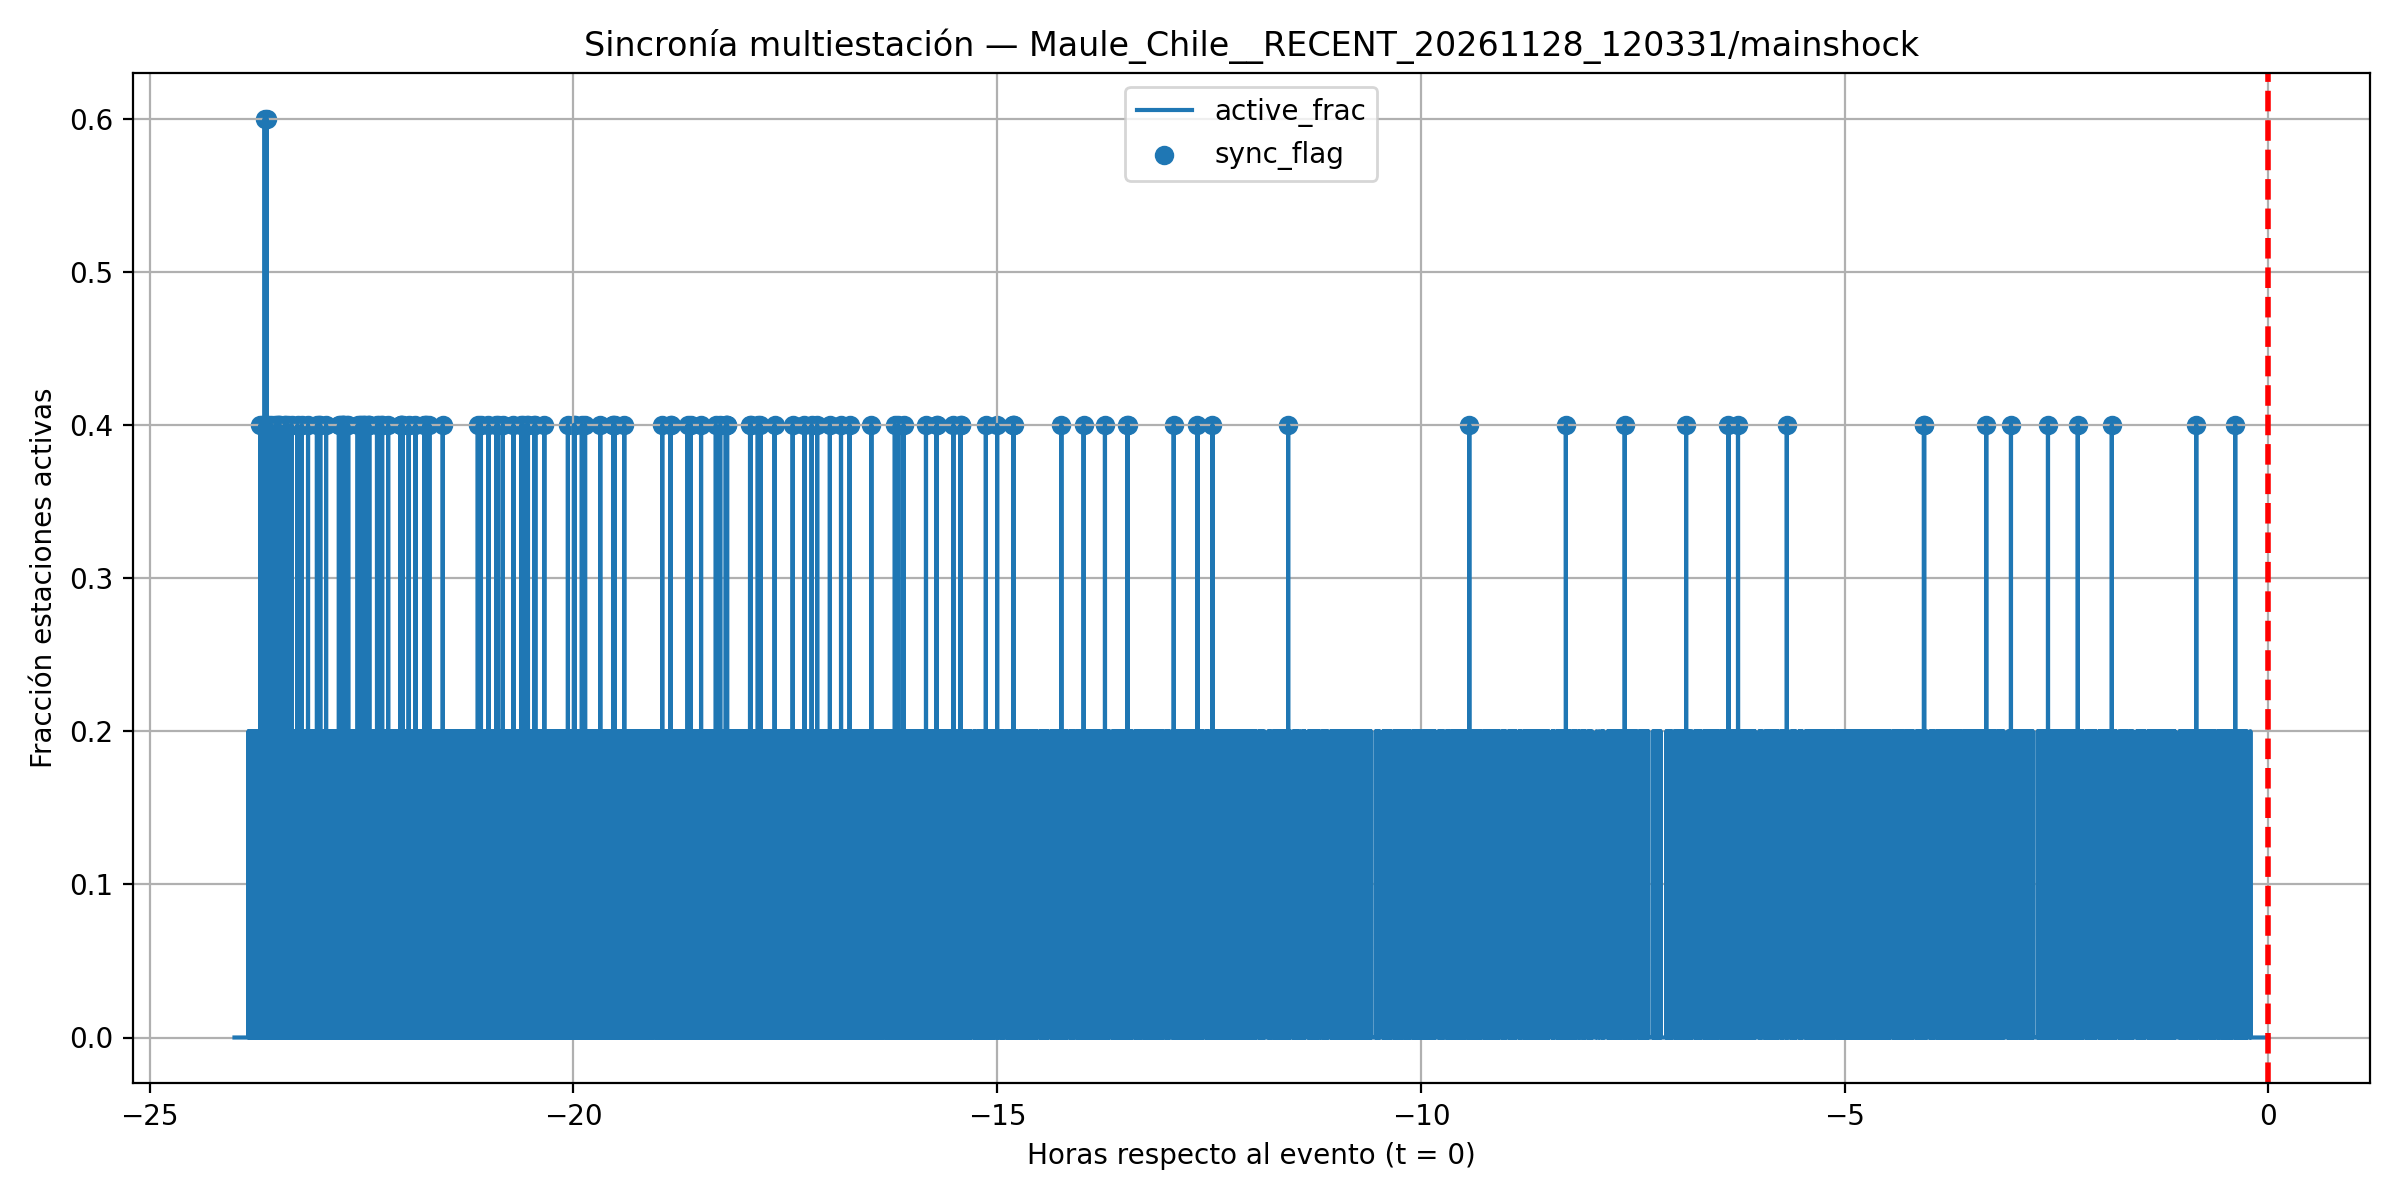 Sincronía multiestación — Maule_Chile__RECENT_20261128_120331/mainshock
active_frac
sync_flag
Fracción estaciones activas
0.6
0.5
0.4
0.3
0.2
0.1
0.0
−25
−20
−15
−10
−5
0
Horas respecto al evento (t = 0)